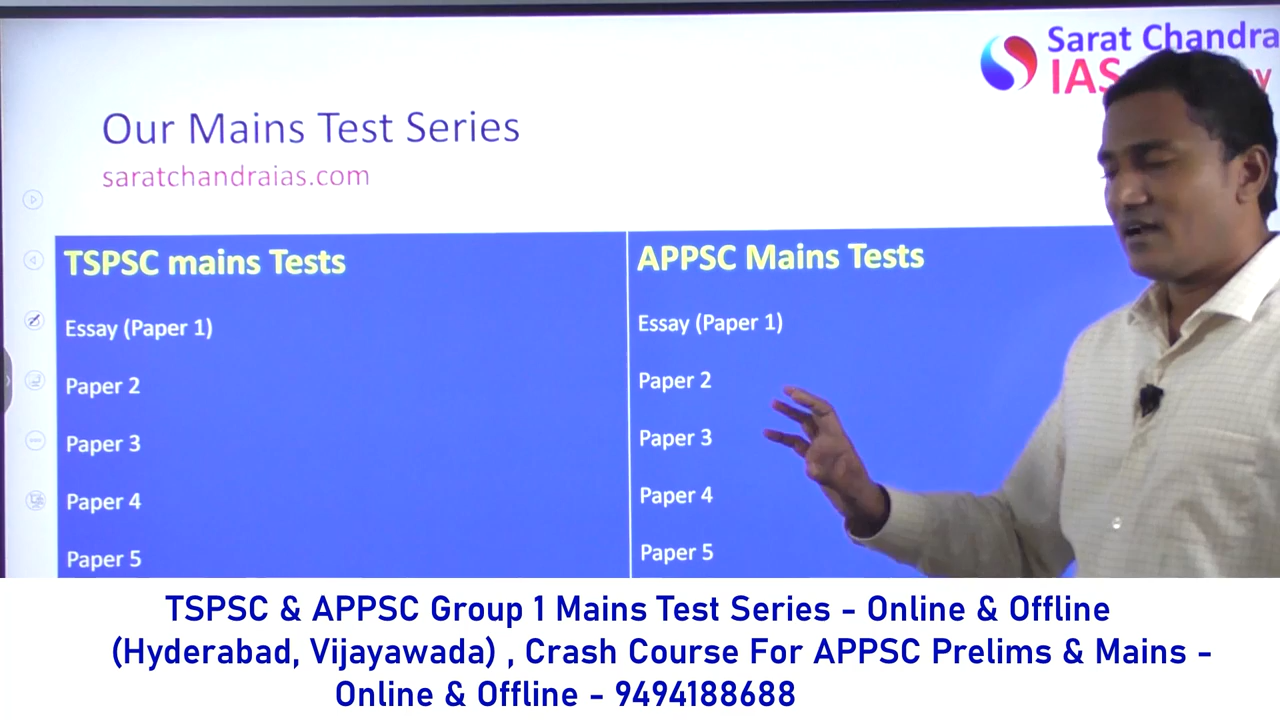 Sarat Chandra
IAS
Our Mains Test Series
saratchandraias.com
TSPSC mains Tests
APPSC Mains Tests
Essay (Paper 1)
Essay (Paper 1)
Paper 2
Paper 2
Paper 3
Paper 3
Paper 4
Paper 4
Paper 5
Paper 5
TSPSC & APPSC Group 1 Mains Test Series - Online & Offline
(Hyderabad, Vijayawada) , Crash Course For APPSC Prelims & Mains -
Online & Offline - 9494188688